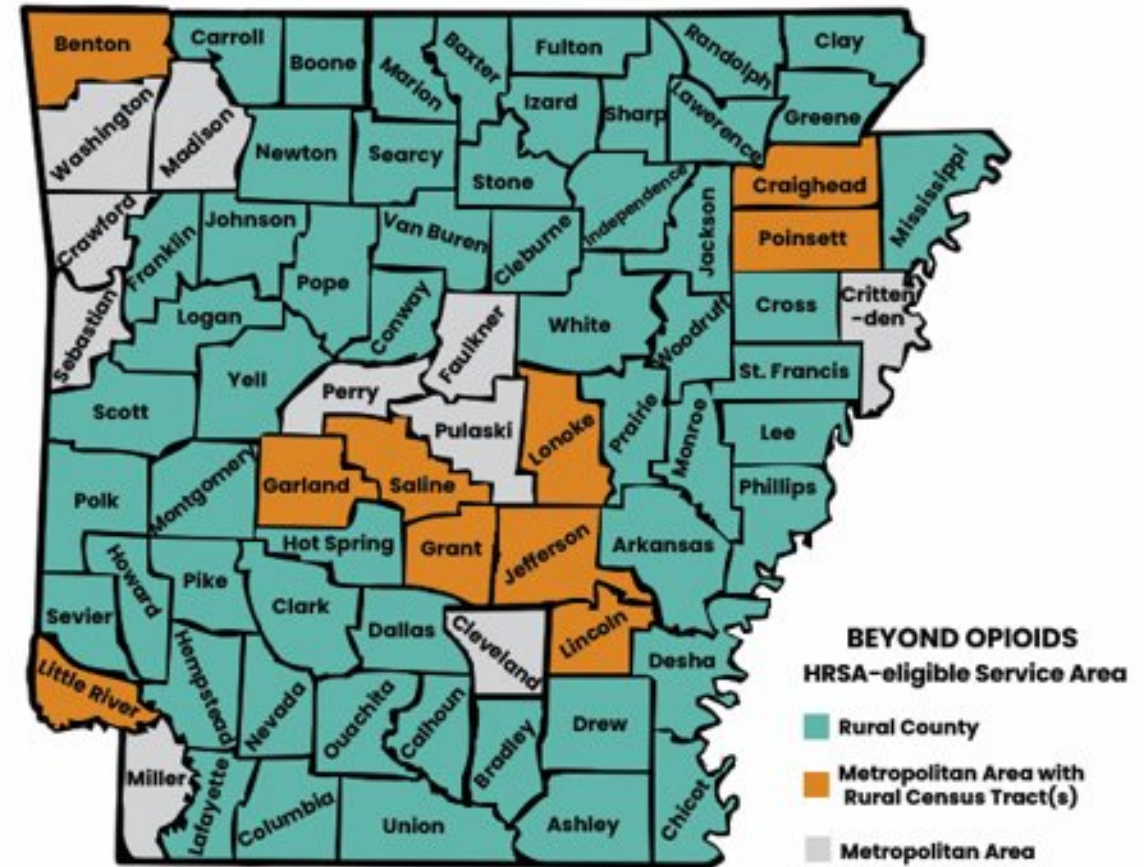 Benton
Carroll
Boone
Marion
Baxter
Fulton
Randolph
Clay
Washington
Madison
Newton
Searcy
Izard
Sharp
Lawerence
Greene
Stone
Independence
Craighead
Mississippi
Crawford
Franklin
Johnson
Van Buren
Cleburne
Jackson
Poinsett
Sebastian
Logan
Pope
Conway
Faulkner
White
Woodruff
Cross
Critten
-den
Scott
Yell
Perry
Pulaski
Lonoke
Prairie
Monroe
St. Francis
Lee
Polk
Montgomery
Garland
Saline
Phillips
Hot Spring
Grant
Jefferson
Arkansas
Howard
Pike
Clark
Sevier
Dallas
Cleveland
Lincoln
Desha
Little River
Hempstead
Nevada
Ouachita
Calhoun
Bradley
Drew
Miller
Lafayette
Columbia
Union
Ashley
Chicot
BEYOND OPIOIDS
HRSA-eligible Service Area
Rural County
Metropolitan Area with
Rural Census Tract(s)
Metropolitan Area